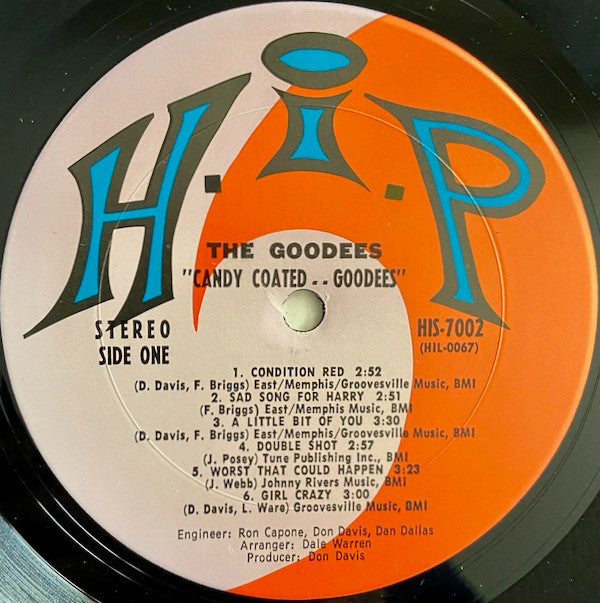 H.i.P
THE GOODEES
"CANDY COATED -- GOODEES"
STEREO
SIDE ONE
HIS-7002
(HIL-0067)
1. CONDITION RED 2:52
(D. Davis, F. Briggs) East/Memphis/Groovesville Music, BMI
2. SAD SONG FOR HARRY 2:51
(F. Briggs) East/Memphis Music, BMI
3. A LITTLE BIT OF YOU 3:30
(D. Davis, F. Briggs) East/Memphis/Groovesville Music, BMI
4. DOUBLE SHOT 2:57
(J. Posey) Tune Publishing Inc., BMI
5. WORST THAT COULD HAPPEN 3:23
(J. Webb) Johnny Rivers Music, BMI
6. GIRL CRAZY 3:00
(D. Davis, L. Ware) Groovesville Music, BMI
Engineer: Ron Capone, Don Davis, Dan Dallas
Arranger: Dale Warren
Producer: Don Davis